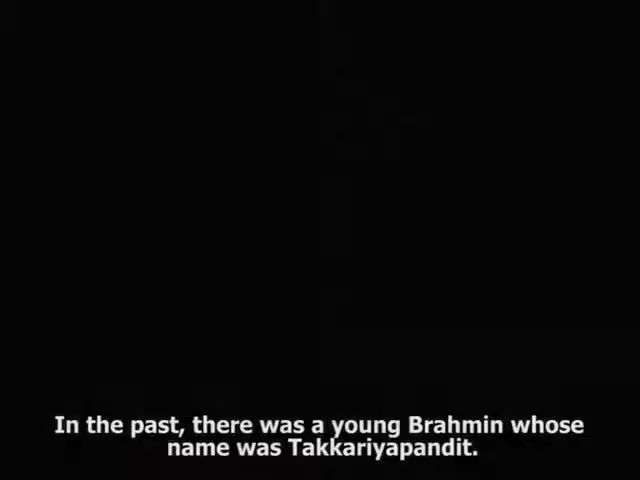 In the past, there was a young Brahmin whose
name was Takkariyapandit.